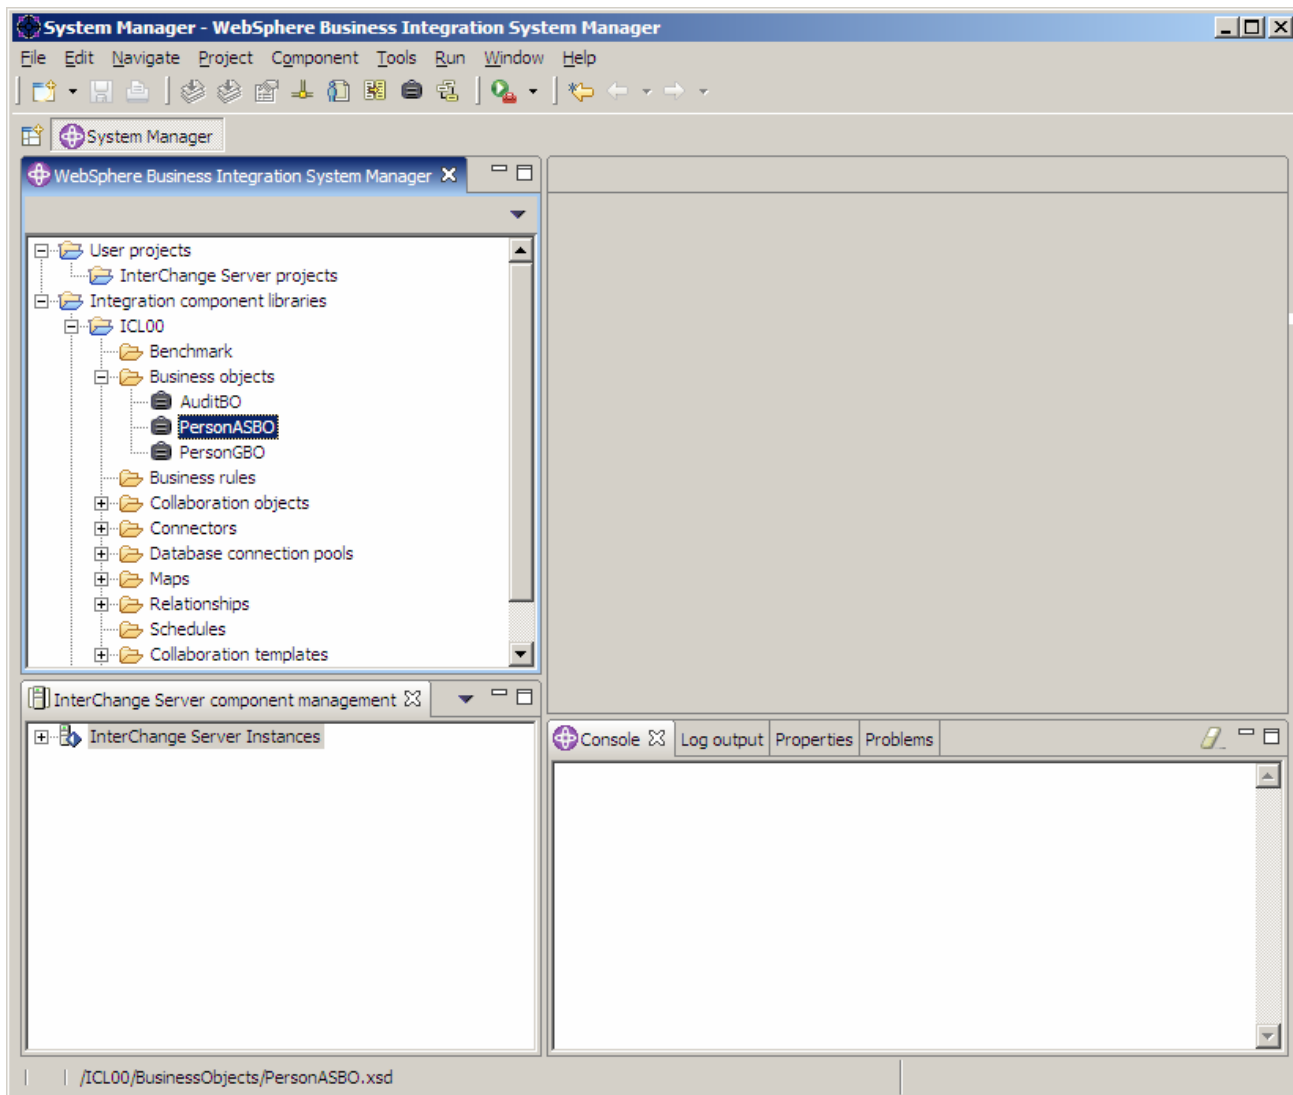 System Manager - WebSphere Business Integration System Manager
File Edit Navigate Project Component Tools Run Window Help
System Manager
WebSphere Business Integration System Manager
User projects
InterChange Server projects
Integration component libraries
ICL00
Benchmark
Business objects
AuditBO
PersonASBO
PersonGBO
Business rules
Collaboration objects
Connectors
Database connection pools
Maps
Relationships
Schedules
Collaboration templates
InterChange Server component management
InterChange Server Instances
Console Log output Properties Problems
/ICL00/BusinessObjects/PersonASBO.xsd